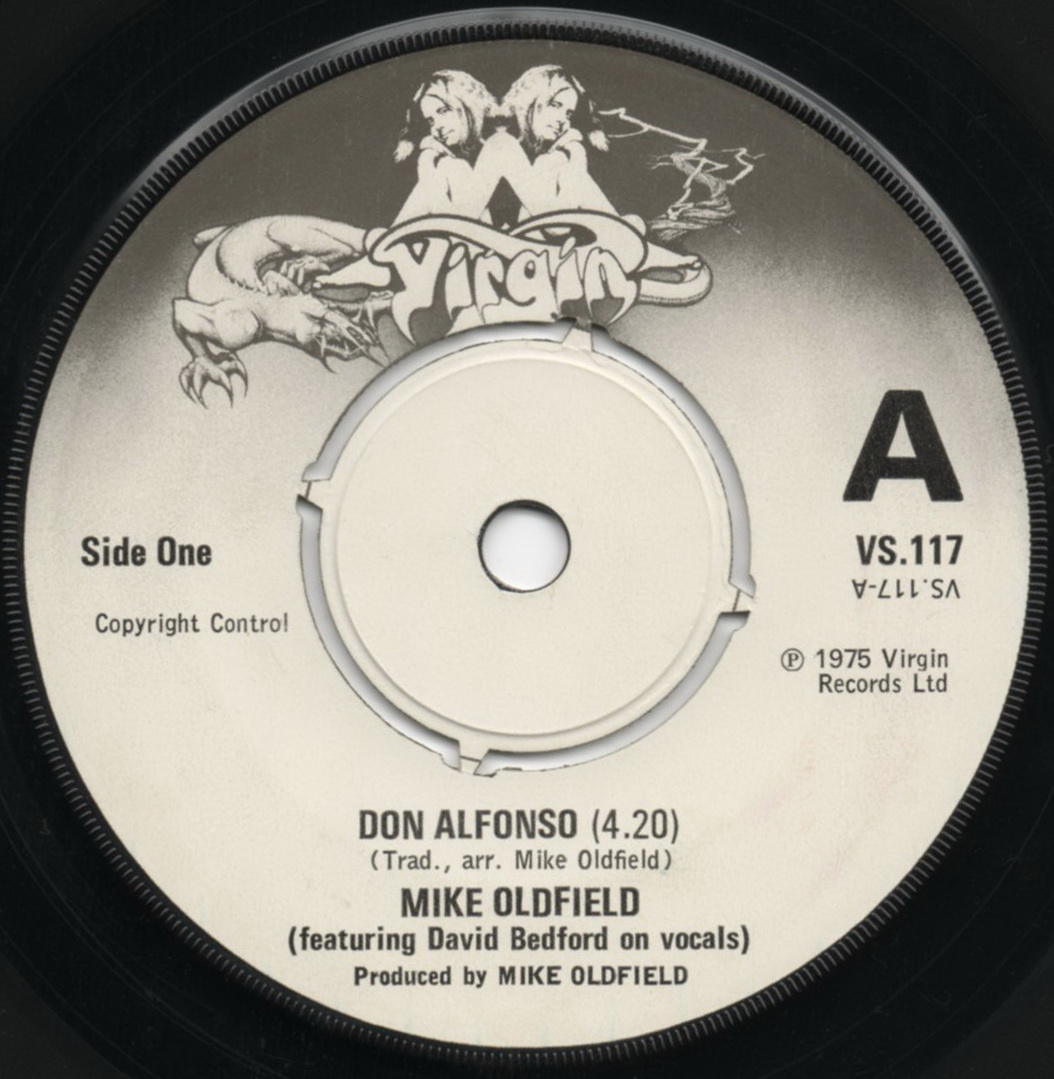 Virgin
A
Side One
VS.117
VS.117-A
Copyright Control
℗ 1975 Virgin
Records Ltd
DON ALFONSO (4.20)
(Trad., arr. Mike Oldfield)
MIKE OLDFIELD
(featuring David Bedford on vocals)
Produced by MIKE OLDFIELD